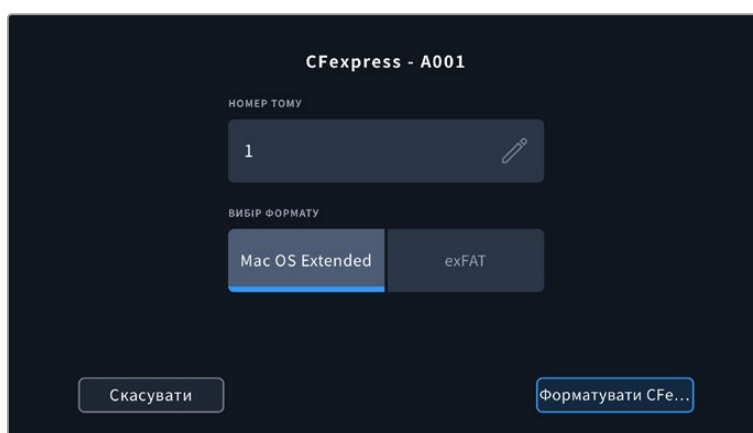 CFexpress - A001
НОМЕР ТОМУ
1
ВИБІР ФОРМАТУ
Mac OS Extended exFAT
Скасувати Форматувати CFe...